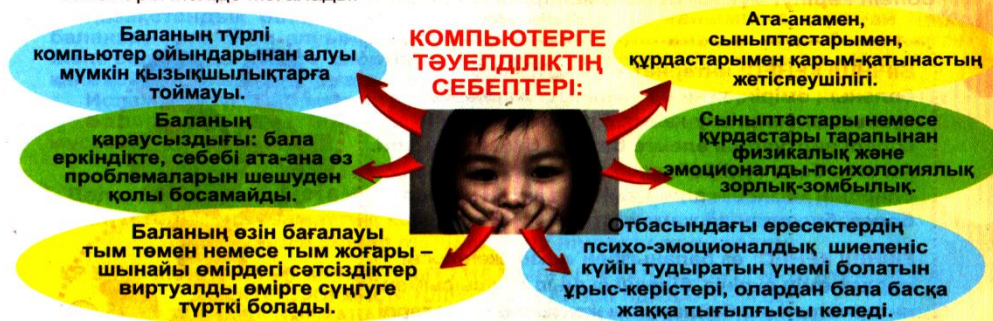 КОМПЬЮТЕРГЕ
ТӘУЕЛДІЛІКТІҢ
СЕБЕПТЕРІ:
Баланың түрлі
компьютер ойындарынан алуы
мүмкін қызықшылықтарға
тоймауы.
Баланың
қараусыздығы: бала
еркіндікте, себебі ата-ана өз
проблемаларын шешуден
қолы босамайды.
Баланың өзін бағалауы
тым төмен немесе тым жоғары –
шынайы өмірдегі сәтсіздіктер
виртуалды өмірге сүңгуге
түрткі болады.
Ата-анамен,
сыныптастарымен,
құрдастарымен қарым-қатынастың
жетіспеушілігі.
Сыныптастары немесе
құрдастары тарапынан
физикалық және
эмоционалды-психологиялық
зорлық-зомбылық.
Отбасындағы ересектердің
психо-эмоционалдық шиеленіс
күйін тудыратын үнемі болатын
ұрыс-керістері, олардан бала басқа
жаққа тығылғысы келеді.